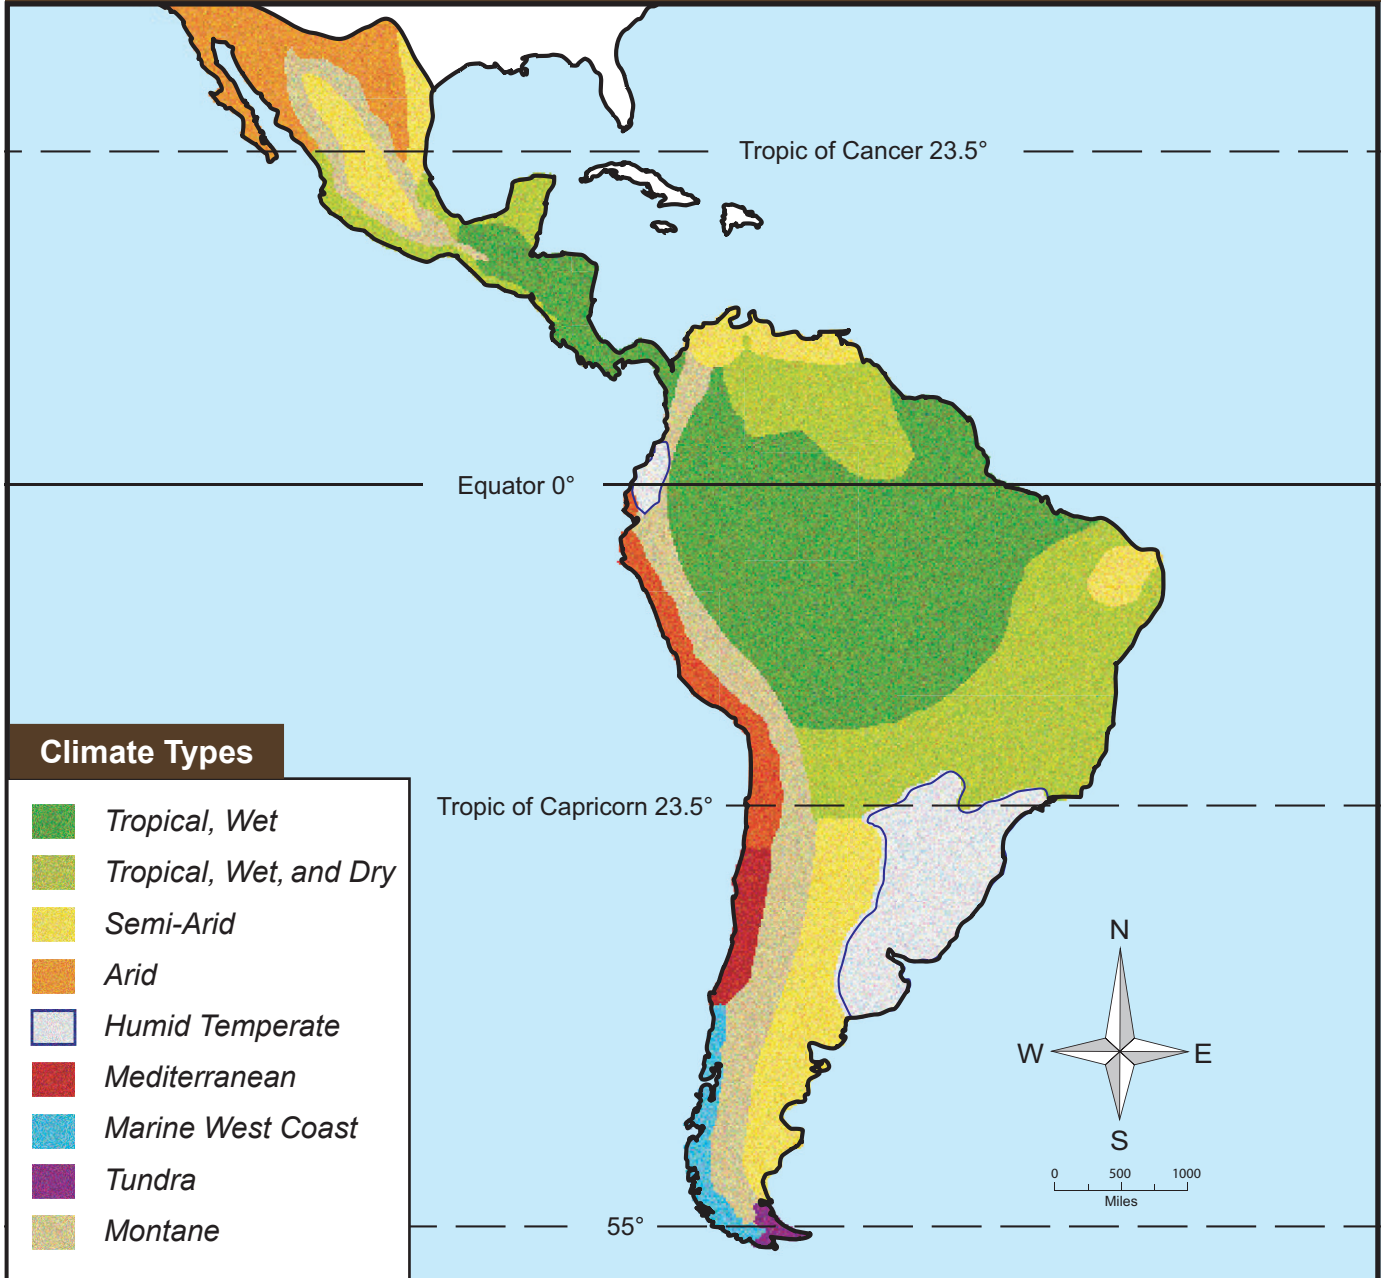 Tropic of Cancer 23.5°
Equator 0°
Climate Types
Tropic of Capricorn 23.5°
Tropical, Wet
Tropical, Wet, and Dry
Semi-Arid
Arid
Humid Temperate
Mediterranean
Marine West Coast
Tundra
Montane
N
W E
S
0 500 1000
Miles
55°